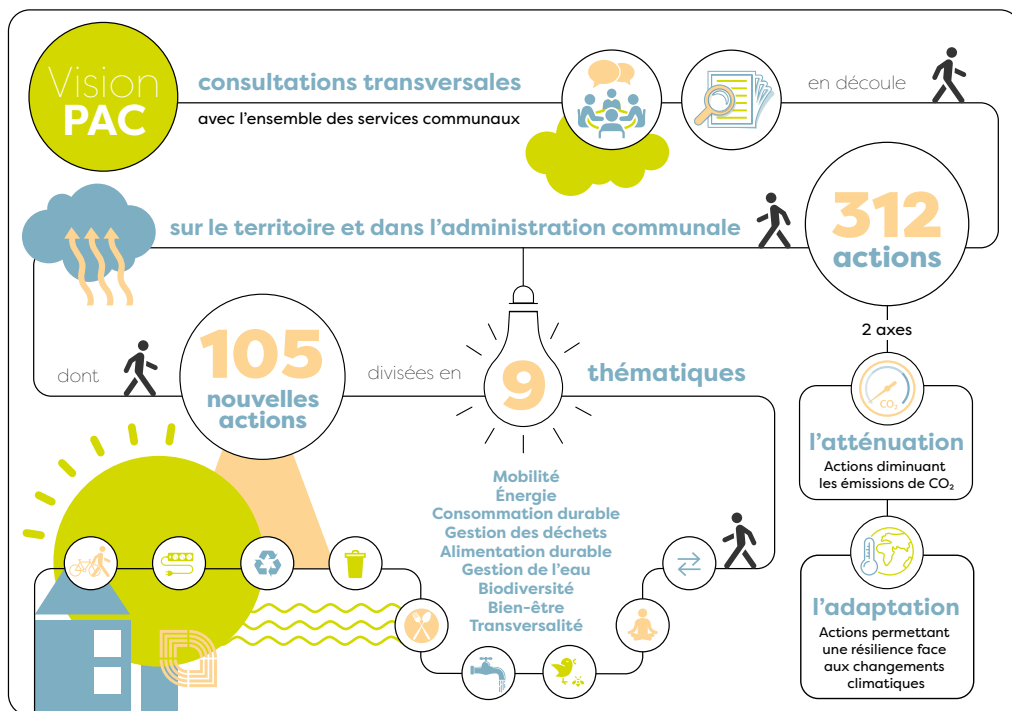 Vision
PAC
consultations transversales
avec l'ensemble des services communaux
en découle
312
actions
sur le territoire et dans l'administration communale
2 axes
CO₂
l'atténuation
Actions diminuant
les émissions de CO₂
l'adaptation
Actions permettant
une résilience face
aux changements
climatiques
dont
105
nouvelles
actions
divisées en
9
thématiques
Mobilité
Énergie
Consommation durable
Gestion des déchets
Alimentation durable
Gestion de l'eau
Biodiversité
Bien-être
Transversalité